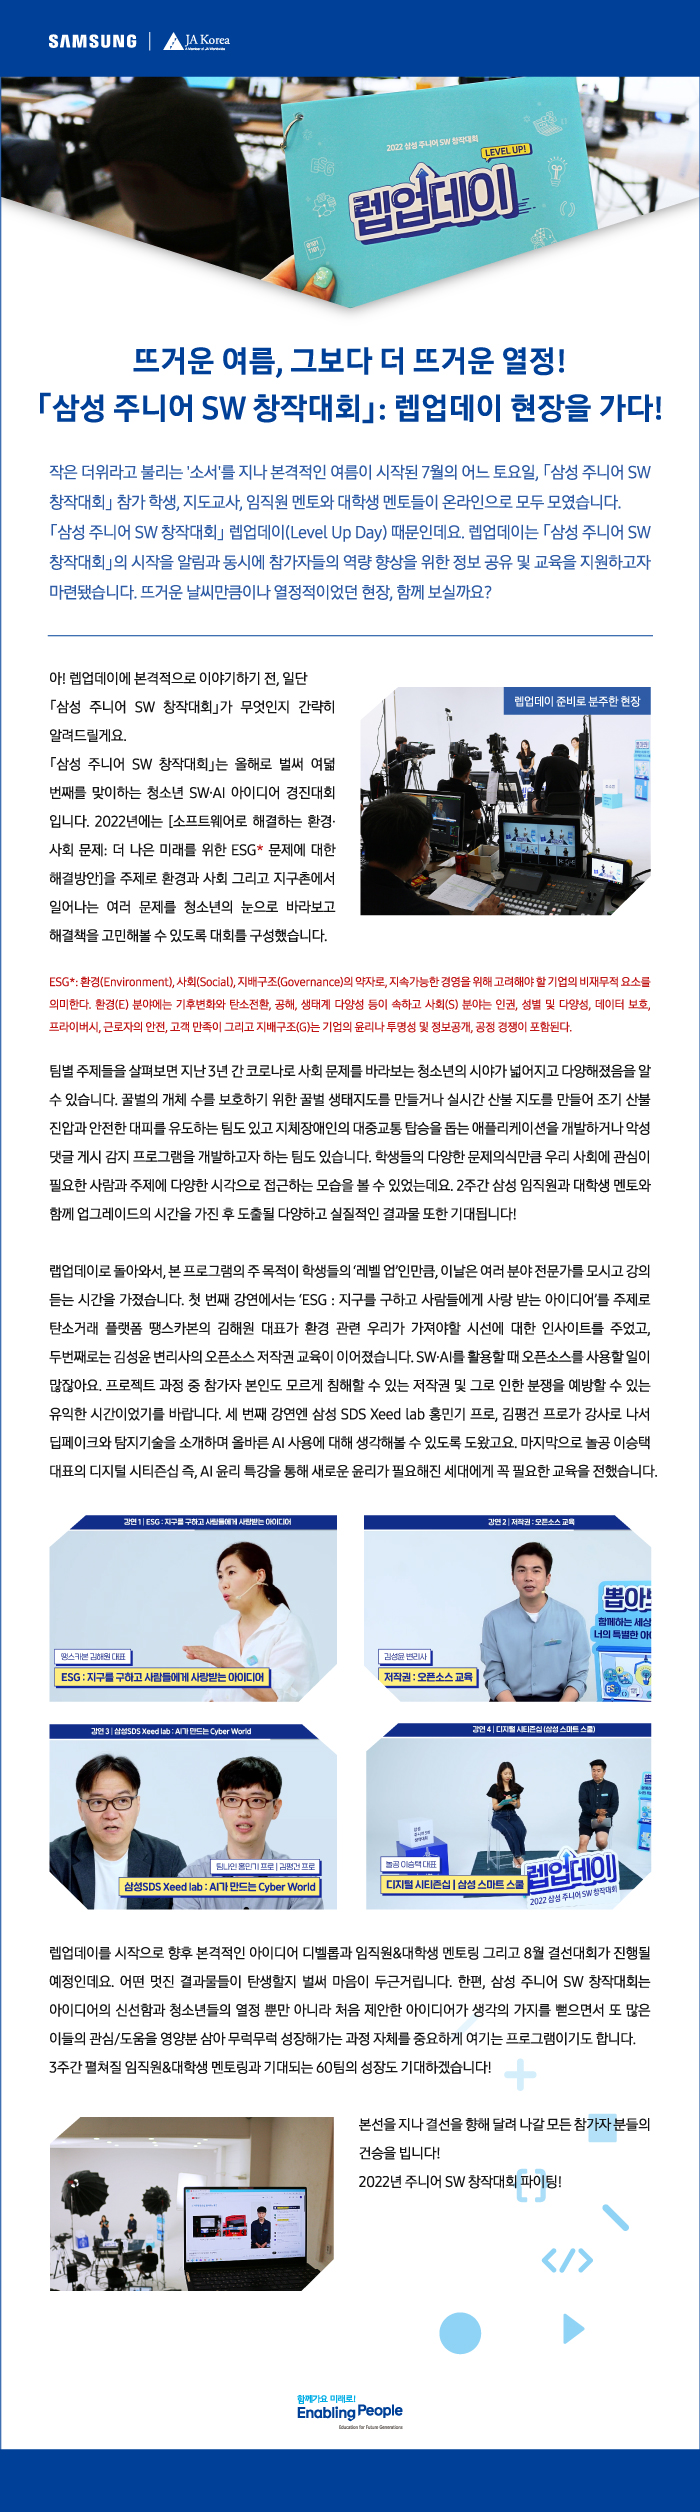 SAMSUNG | JA Korea
A Member of JA Worldwide
2022 삼성 주니어 SW 창작대회
LEVEL UP!
렙업데이
ESG
뜨거운 여름, 그보다 더 뜨거운 열정!
「삼성 주니어 SW 창작대회」: 렙업데이 현장을 가다!
작은 더위라고 불리는 '소서'를 지나 본격적인 여름이 시작된 7월의 어느 토요일, 「삼성 주니어 SW
창작대회」 참가 학생, 지도교사, 임직원 멘토와 대학생 멘토들이 온라인으로 모두 모였습니다.
「삼성 주니어 SW 창작대회」 렙업데이(Level Up Day) 때문인데요. 렙업데이는 「삼성 주니어 SW
창작대회」의 시작을 알림과 동시에 참가자들의 역량 향상을 위한 정보 공유 및 교육을 지원하고자
마련됐습니다. 뜨거운 날씨만큼이나 열정적이었던 현장, 함께 보실까요?
아! 렙업데이에 본격적으로 이야기하기 전, 일단
「삼성 주니어 SW 창작대회」가 무엇인지 간략히
알려드릴게요.
「삼성 주니어 SW 창작대회」는 올해로 벌써 여덟
번째를 맞이하는 청소년 SW·AI 아이디어 경진대회
입니다. 2022년에는 [소프트웨어로 해결하는 환경·
사회 문제: 더 나은 미래를 위한 ESG* 문제에 대한
해결방안]을 주제로 환경과 사회 그리고 지구촌에서
일어나는 여러 문제를 청소년의 눈으로 바라보고
해결책을 고민해볼 수 있도록 대회를 구성했습니다.
렙업데이 준비로 분주한 현장
ESG*: 환경(Environment), 사회(Social), 지배구조(Governance)의 약자로, 지속가능한 경영을 위해 고려해야 할 기업의 비재무적 요소를
의미한다. 환경(E) 분야에는 기후변화와 탄소전환, 공해, 생태계 다양성 등이 속하고 사회(S) 분야는 인권, 성별 및 다양성, 데이터 보호,
프라이버시, 근로자의 안전, 고객 만족이 그리고 지배구조(G)는 기업의 윤리나 투명성 및 정보공개, 공정 경쟁이 포함된다.
팀별 주제들을 살펴보면 지난 3년 간 코로나로 사회 문제를 바라보는 청소년의 시야가 넓어지고 다양해졌음을 알
수 있습니다. 꿀벌의 개체 수를 보호하기 위한 꿀벌 생태지도를 만들거나 실시간 산불 지도를 만들어 조기 산불
진압과 안전한 대피를 유도하는 팀도 있고 지체장애인의 대중교통 탑승을 돕는 애플리케이션을 개발하거나 악성
댓글 게시 감지 프로그램을 개발하고자 하는 팀도 있습니다. 학생들의 다양한 문제의식만큼 우리 사회에 관심이
필요한 사람과 주제에 다양한 시각으로 접근하는 모습을 볼 수 있었는데요. 2주간 삼성 임직원과 대학생 멘토와
함께 업그레이드의 시간을 가진 후 도출될 다양하고 실질적인 결과물 또한 기대됩니다!
렙업데이로 돌아와서, 본 프로그램의 주 목적이 학생들의 ‘레벨 업’인만큼, 이날은 여러 분야 전문가를 모시고 강의
듣는 시간을 가졌습니다. 첫 번째 강연에서는 ‘ESG : 지구를 구하고 사람들에게 사랑 받는 아이디어’를 주제로
탄소거래 플랫폼 땡스카본의 김해원 대표가 환경 관련 우리가 가져야할 시선에 대한 인사이트를 주었고,
두번째로는 김성윤 변리사의 오픈소스 저작권 교육이 이어졌습니다. SW·AI를 활용할 때 오픈소스를 사용할 일이
많잖아요. 프로젝트 과정 중 참가자 본인도 모르게 침해할 수 있는 저작권 및 그로 인한 분쟁을 예방할 수 있는
유익한 시간이었기를 바랍니다. 세 번째 강연엔 삼성 SDS Xeed lab 홍민기 프로, 김평건 프로가 강사로 나서
딥페이크와 탐지기술을 소개하며 올바른 AI 사용에 대해 생각해볼 수 있도록 도왔고요. 마지막으로 놀공 이승택
대표의 디지털 시티즌십 즉, AI 윤리 특강을 통해 새로운 윤리가 필요해진 세대에게 꼭 필요한 교육을 전했습니다.
강연 1 | ESG : 지구를 구하고 사람들에게 사랑받는 아이디어
땡스카본 김해원 대표
ESG : 지구를 구하고 사람들에게 사랑받는 아이디어
강연 2 | 저작권 : 오픈소스 교육
김성윤 변리사
저작권 : 오픈소스 교육
강연 3 | 삼성SDS Xeed lab : AI가 만드는 Cyber World
팀나인 홍민기 프로 | 김평건 프로
삼성SDS Xeed lab : AI가 만드는 Cyber World
강연 4 | 디지털 시티즌십 (삼성 스마트 스쿨)
놀공 이승택 대표
디지털 시티즌십 | 삼성 스마트 스쿨
렙업데이
2022 삼성 주니어 SW 창작대회
렙업데이를 시작으로 향후 본격적인 아이디어 디벨롭과 임직원&대학생 멘토링 그리고 8월 결선대회가 진행될
예정인데요. 어떤 멋진 결과물들이 탄생할지 벌써 마음이 두근거립니다. 한편, 삼성 주니어 SW 창작대회는
아이디어의 신선함과 청소년들의 열정 뿐만 아니라 처음 제안한 아이디어가 생각의 가지를 뻗으면서 또 많은
이들의 관심/도움을 영양분 삼아 무럭무럭 성장해가는 과정 자체를 중요하게 여기는 프로그램이기도 합니다.
3주간 펼쳐질 임직원&대학생 멘토링과 기대되는 60팀의 성장도 기대하겠습니다!
본선을 지나 결선을 향해 달려 나갈 모든 참가자 분들의
건승을 빕니다!
2022년 주니어 SW 창작대회 파이팅!
함께가요 미래로!
Enabling People
Education for Future Generations